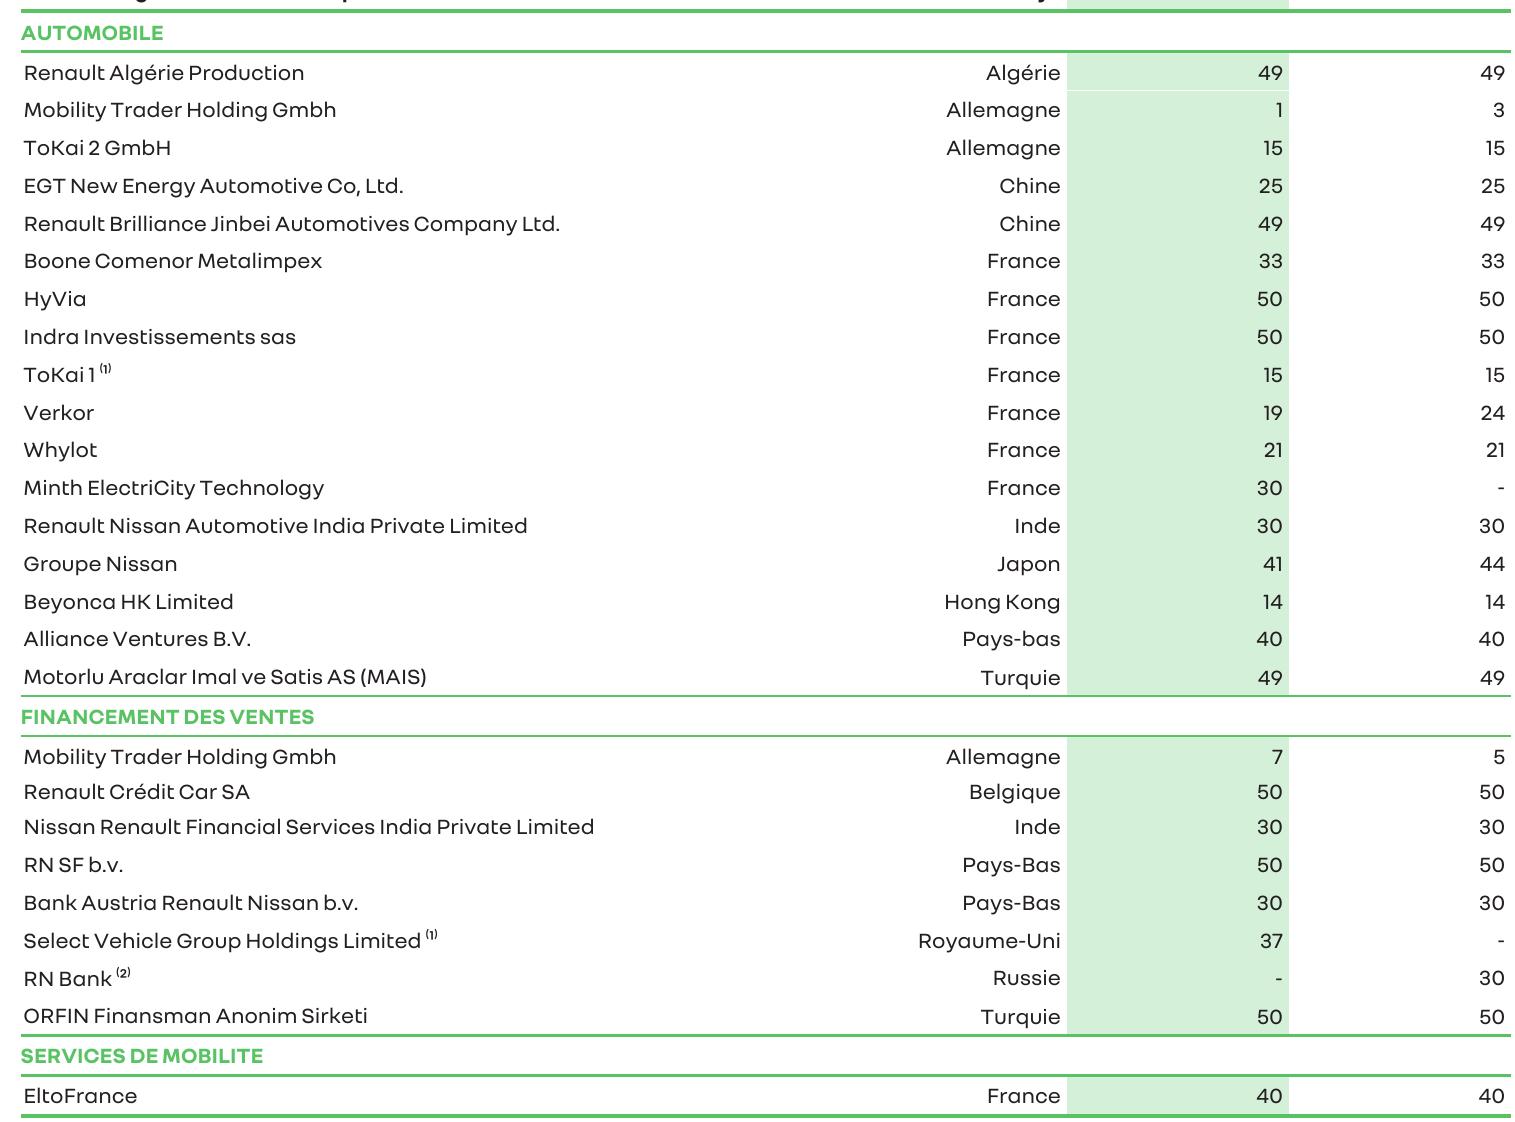 AUTOMOBILE
Renault Algérie Production Algérie 49 49
Mobility Trader Holding Gmbh Allemagne 1 3
ToKai 2 GmbH Allemagne 15 15
EGT New Energy Automotive Co, Ltd. Chine 25 25
Renault Brilliance Jinbei Automotives Company Ltd. Chine 49 49
Boone Comenor Metalimpex France 33 33
HyVia France 50 50
Indra Investissements sas France 50 50
ToKai 1 (1) France 15 15
Verkor France 19 24
Whylot France 21 21
Minth ElectriCity Technology France 30 -
Renault Nissan Automotive India Private Limited Inde 30 30
Groupe Nissan Japon 41 44
Beyonca HK Limited Hong Kong 14 14
Alliance Ventures B.V. Pays-bas 40 40
Motorlu Araclar Imal ve Satis AS (MAIS) Turquie 49 49
FINANCEMENT DES VENTES
Mobility Trader Holding Gmbh Allemagne 7 5
Renault Crédit Car SA Belgique 50 50
Nissan Renault Financial Services India Private Limited Inde 30 30
RN SF b.v. Pays-Bas 50 50
Bank Austria Renault Nissan b.v. Pays-Bas 30 30
Select Vehicle Group Holdings Limited (1) Royaume-Uni 37 -
RN Bank (2) Russie - 30
ORFIN Finansman Anonim Sirketi Turquie 50 50
SERVICES DE MOBILITE
EltoFrance France 40 40